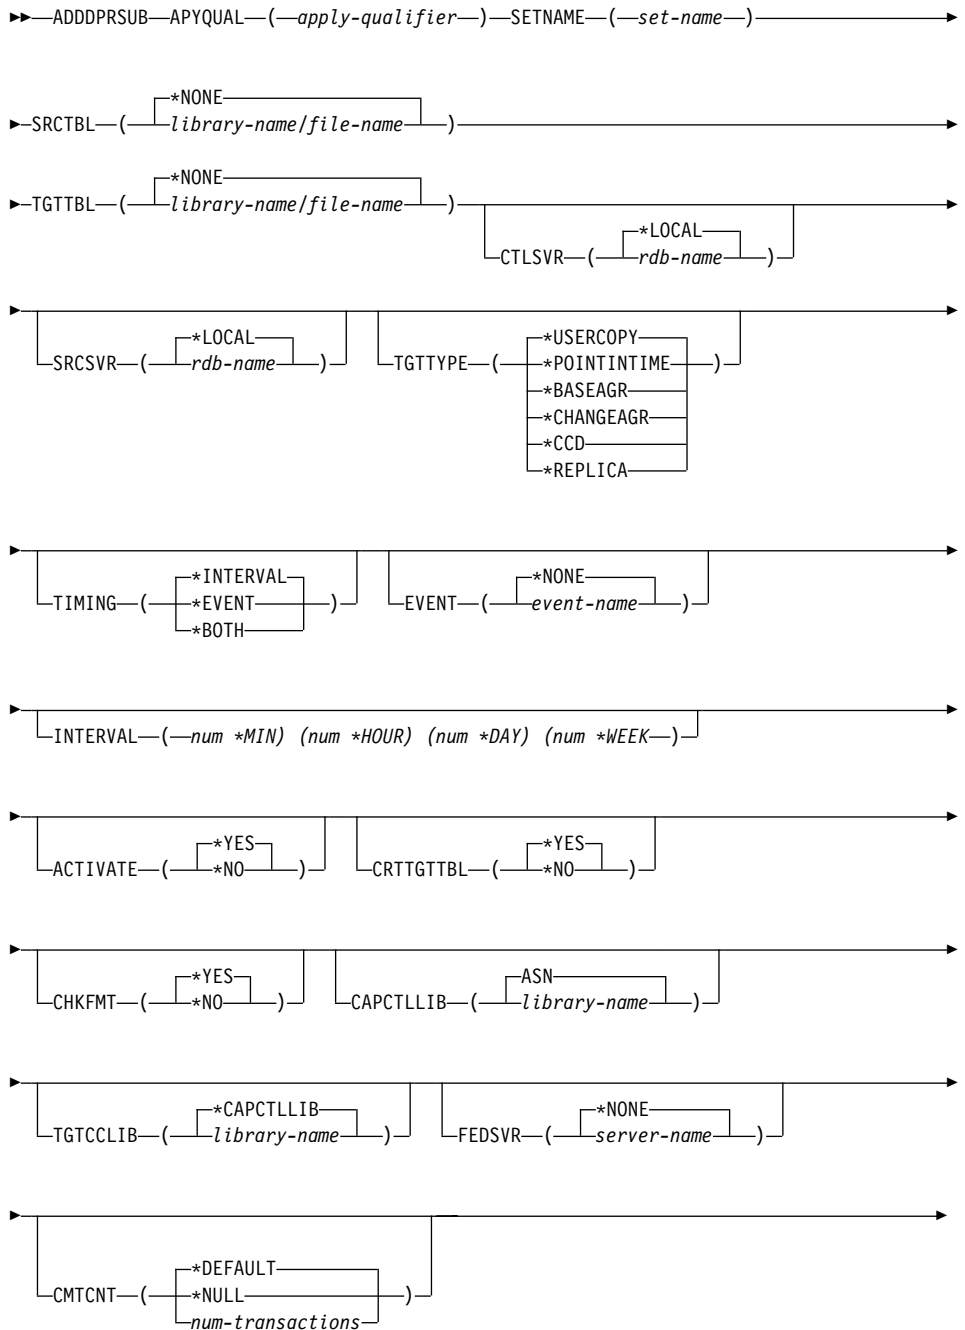 ADDDPRSUB APYQUAL ( apply-qualifier ) SETNAME ( set-name )
*NONE
SRCTBL ( library-name/file-name )
*NONE
TGTTBL ( library-name/file-name )
*LOCAL
CTLSVR ( rdb-name )
*LOCAL
SRCSVR ( rdb-name )
*USERCOPY
TGTTYPE ( *POINTINTIME )
*BASEAGR
*CHANGEAGR
*CCD
*REPLICA
*INTERVAL
TIMING ( *EVENT )
*BOTH
*NONE
EVENT ( event-name )
INTERVAL ( num *MIN) (num *HOUR) (num *DAY) (num *WEEK )
*YES
ACTIVATE ( *NO )
*YES
CRTTGTTBL ( *NO )
*YES
CHKFMT ( *NO )
ASN
CAPCTLLIB ( library-name )
*CAPCTLLIB
TGTCCLIB ( library-name )
*NONE
FEDSVR ( server-name )
*DEFAULT
CMTCNT ( *NULL )
num-transactions